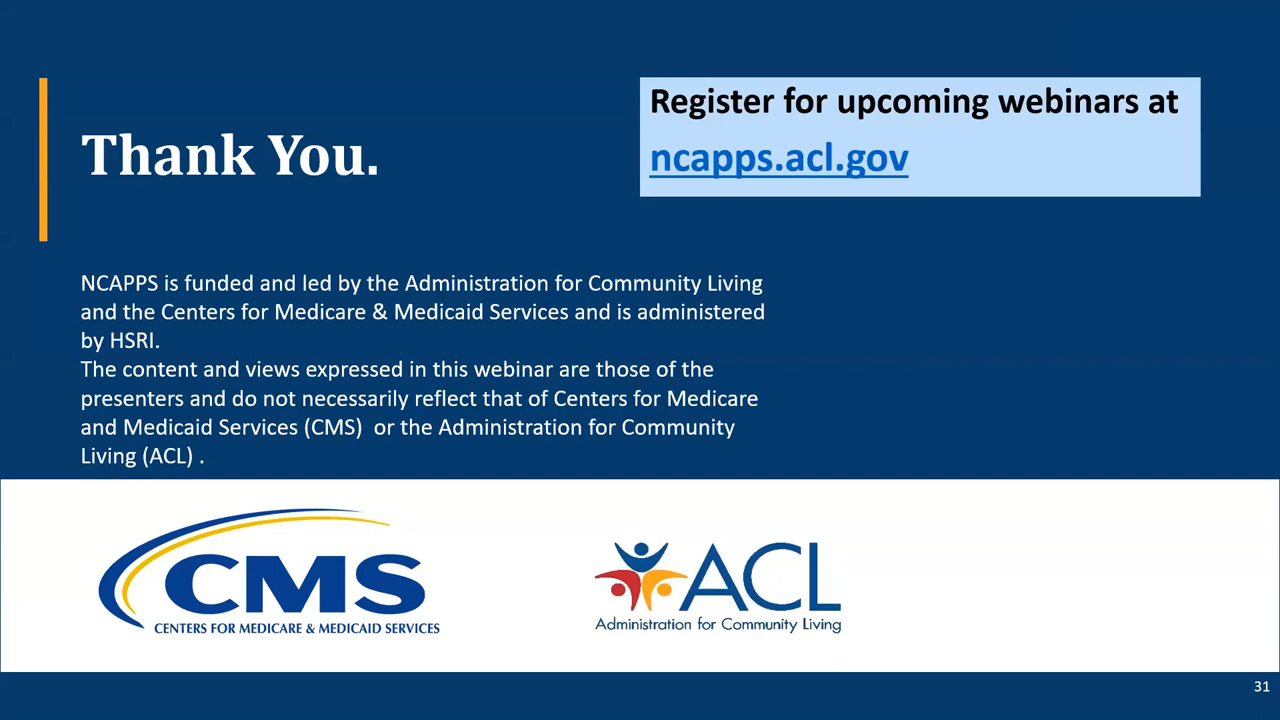 Thank You.
Register for upcoming webinars at
ncapps.acl.gov
NCAPPS is funded and led by the Administration for Community Living
and the Centers for Medicare & Medicaid Services and is administered
by HSRI.
The content and views expressed in this webinar are those of the
presenters and do not necessarily reflect that of Centers for Medicare
and Medicaid Services (CMS)  or the Administration for Community
Living (ACL) .
CMS
CENTERS FOR MEDICARE & MEDICAID SERVICES
ACL
Administration for Community Living
31